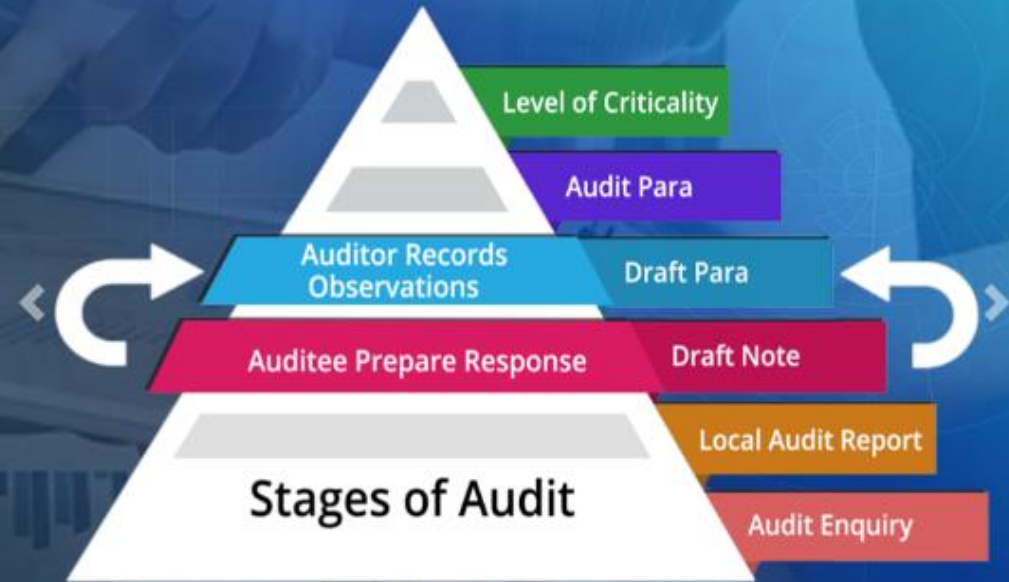 Level of Criticality
Audit Para
Auditor Records
Observations
Draft Para
Auditee Prepare Response
Draft Note
Local Audit Report
Stages of Audit
Audit Enquiry